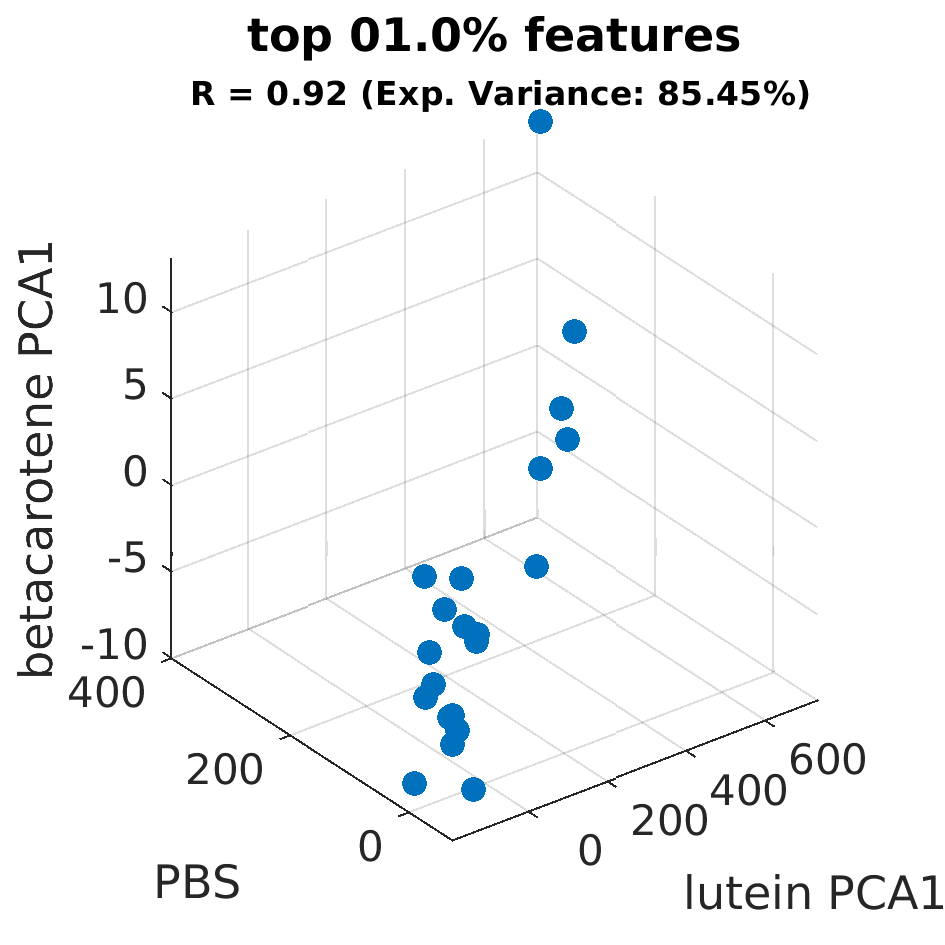 top 01.0% features
R = 0.92 (Exp. Variance: 85.45%)
betacarotene PCA1
10
5
0
-5
-10
400
200
0
PBS
0
200
400
600
lutein PCA1